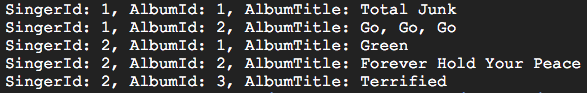 SingerId: 1, AlbumId: 1, AlbumTitle: Total Junk
SingerId: 1, AlbumId: 2, AlbumTitle: Go, Go, Go
SingerId: 2, AlbumId: 1, AlbumTitle: Green
SingerId: 2, AlbumId: 2, AlbumTitle: Forever Hold Your Peace
SingerId: 2, AlbumId: 3, AlbumTitle: Terrified